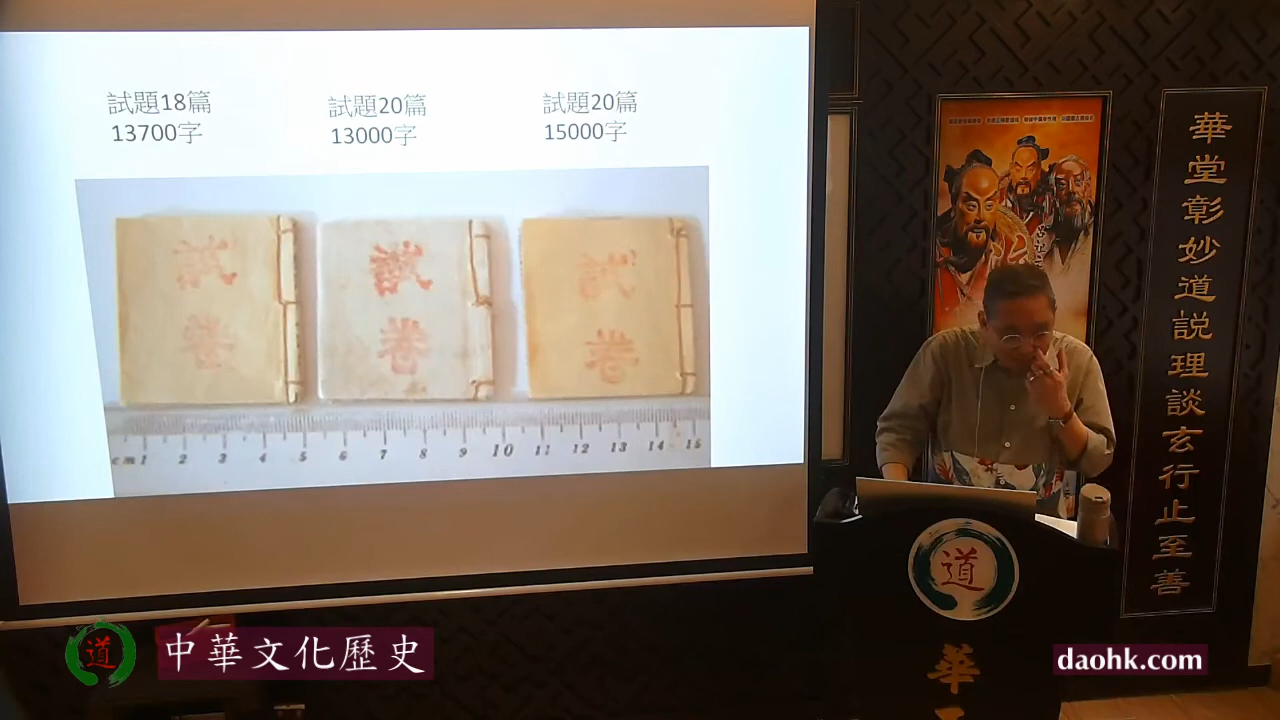 試題18篇
13700字
試題20篇
13000字
試題20篇
15000字
試卷
試卷
試卷
cm 1 2 3 4 5 6 7 8 9 10 11 12 13 14 15
華堂彰妙道説理談玄行止至善
道
華
道
中華文化歷史
daohk.com